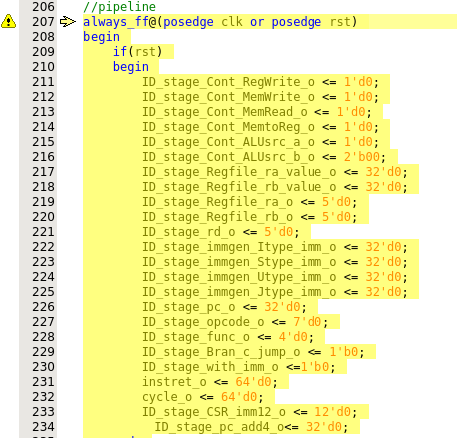 206 //pipeline
207 always_ff@(posedge clk or posedge rst)
208 begin
209 if(rst)
210 begin
211 ID_stage_Cont_RegWrite_o <= 1'd0;
212 ID_stage_Cont_MemWrite_o <= 1'd0;
213 ID_stage_Cont_MemRead_o <= 1'd0;
214 ID_stage_Cont_MemtoReg_o <= 1'd0;
215 ID_stage_Cont_ALUsrc_a_o <= 1'd0;
216 ID_stage_Cont_ALUsrc_b_o <= 2'b00;
217 ID_stage_Regfile_ra_value_o <= 32'd0;
218 ID_stage_Regfile_rb_value_o <= 32'd0;
219 ID_stage_Regfile_ra_o <= 5'd0;
220 ID_stage_Regfile_rb_o <= 5'd0;
221 ID_stage_rd_o <= 5'd0;
222 ID_stage_immgen_Itype_imm_o <= 32'd0;
223 ID_stage_immgen_Stype_imm_o <= 32'd0;
224 ID_stage_immgen_Utype_imm_o <= 32'd0;
225 ID_stage_immgen_Jtype_imm_o <= 32'd0;
226 ID_stage_pc_o <= 32'd0;
227 ID_stage_opcode_o <= 7'd0;
228 ID_stage_func_o <= 4'd0;
229 ID_stage_Bran_c_jump_o <= 1'b0;
230 ID_stage_with_imm_o <=1'b0;
231 instret_o <= 64'd0;
232 cycle_o <= 64'd0;
233 ID_stage_CSR_imm12_o <= 12'd0;
234 ID_stage_pc_add4_o<= 32'd0;